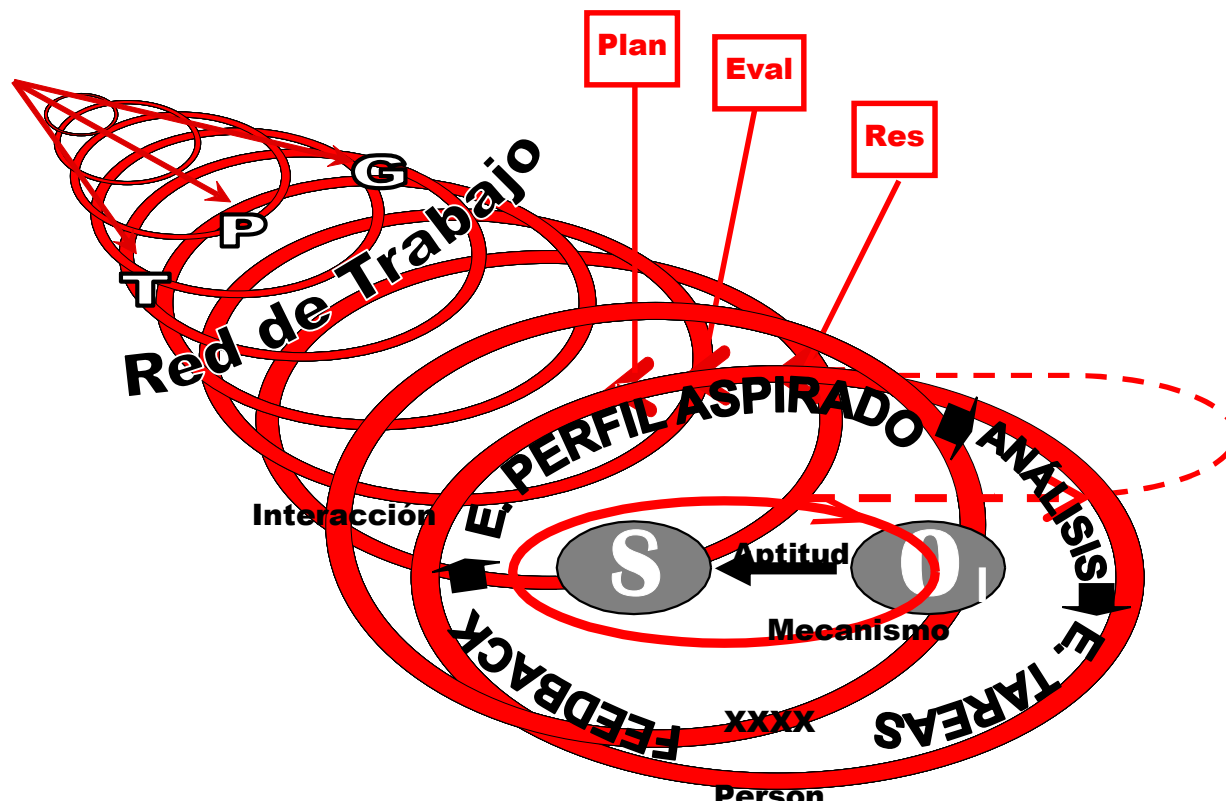 Plan
Eval
Res
G
P
T
Red de Trabajo
E. PERFIL ASPIRADO
ANÁLISIS
Interacción
S
Aptitud
O
Mecanismo
E. TAREAS
FEEDBACK
XXXX
Person